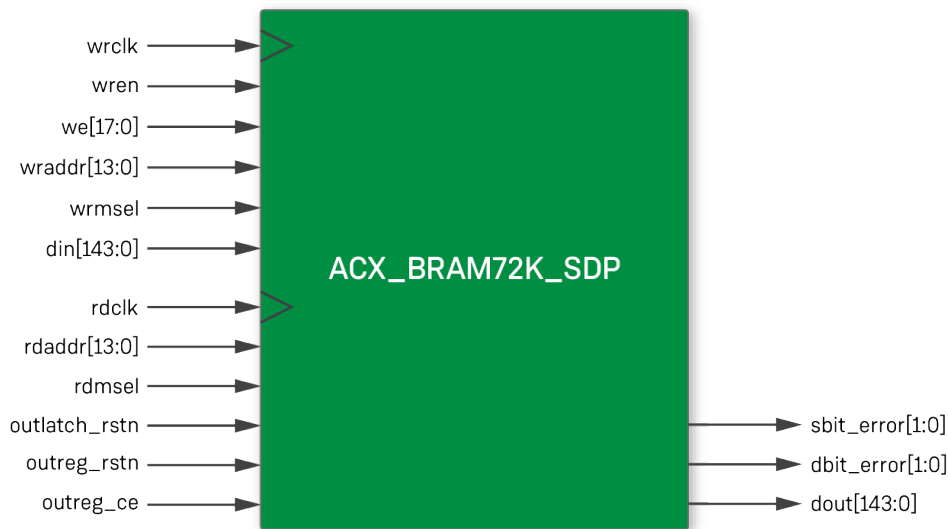 wrclk
wren
we[17:0]
wraddr[13:0]
wrmsel
din[143:0]
ACX_BRAM72K_SDP
rdclk
rdaddr[13:0]
rdmsel
outlatch_rstn
sbit_error[1:0]
outreg_rstn
dbit_error[1:0]
outreg_ce
dout[143:0]